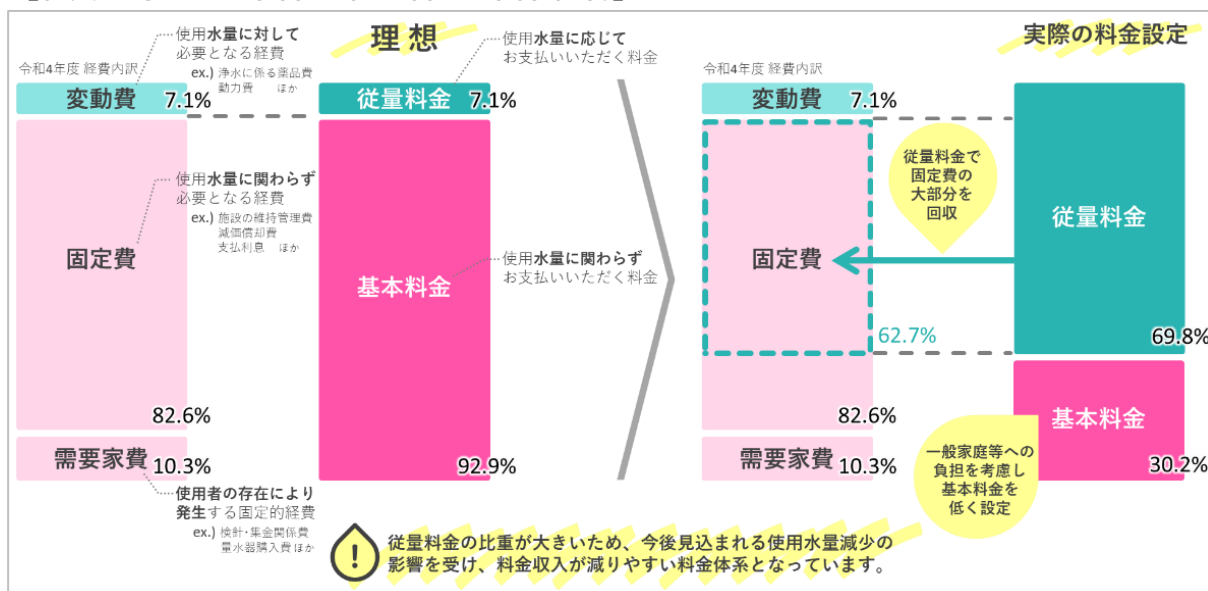 理想
実際の料金設定
使用水量に対して
必要となる経費
ex.) 浄水に係る薬品費
動力費 ほか
使用水量に応じて
お支払いいただく料金
令和4年度 経費内訳
変動費 7.1%
従量料金 7.1%
使用水量に関わらず
必要となる経費
ex.) 施設の維持管理費
減価償却費
支払利息 ほか
固定費
82.6%
基本料金
92.9%
使用水量に関わらず
お支払いいただく料金
需要家費 10.3%
使用者の存在により
発生する固定的経費
ex.) 検針・集金関係費
量水器購入費 ほか
令和4年度 経費内訳
変動費 7.1%
従量料金で
固定費の
大部分を
回収
従量料金
69.8%
固定費
62.7%
82.6%
基本料金
30.2%
需要家費 10.3%
一般家庭等への
負担を考慮し
基本料金を
低く設定
!
従量料金の比重が大きいため、今後見込まれる使用水量減少の
影響を受け、料金収入が減りやすい料金体系となっています。